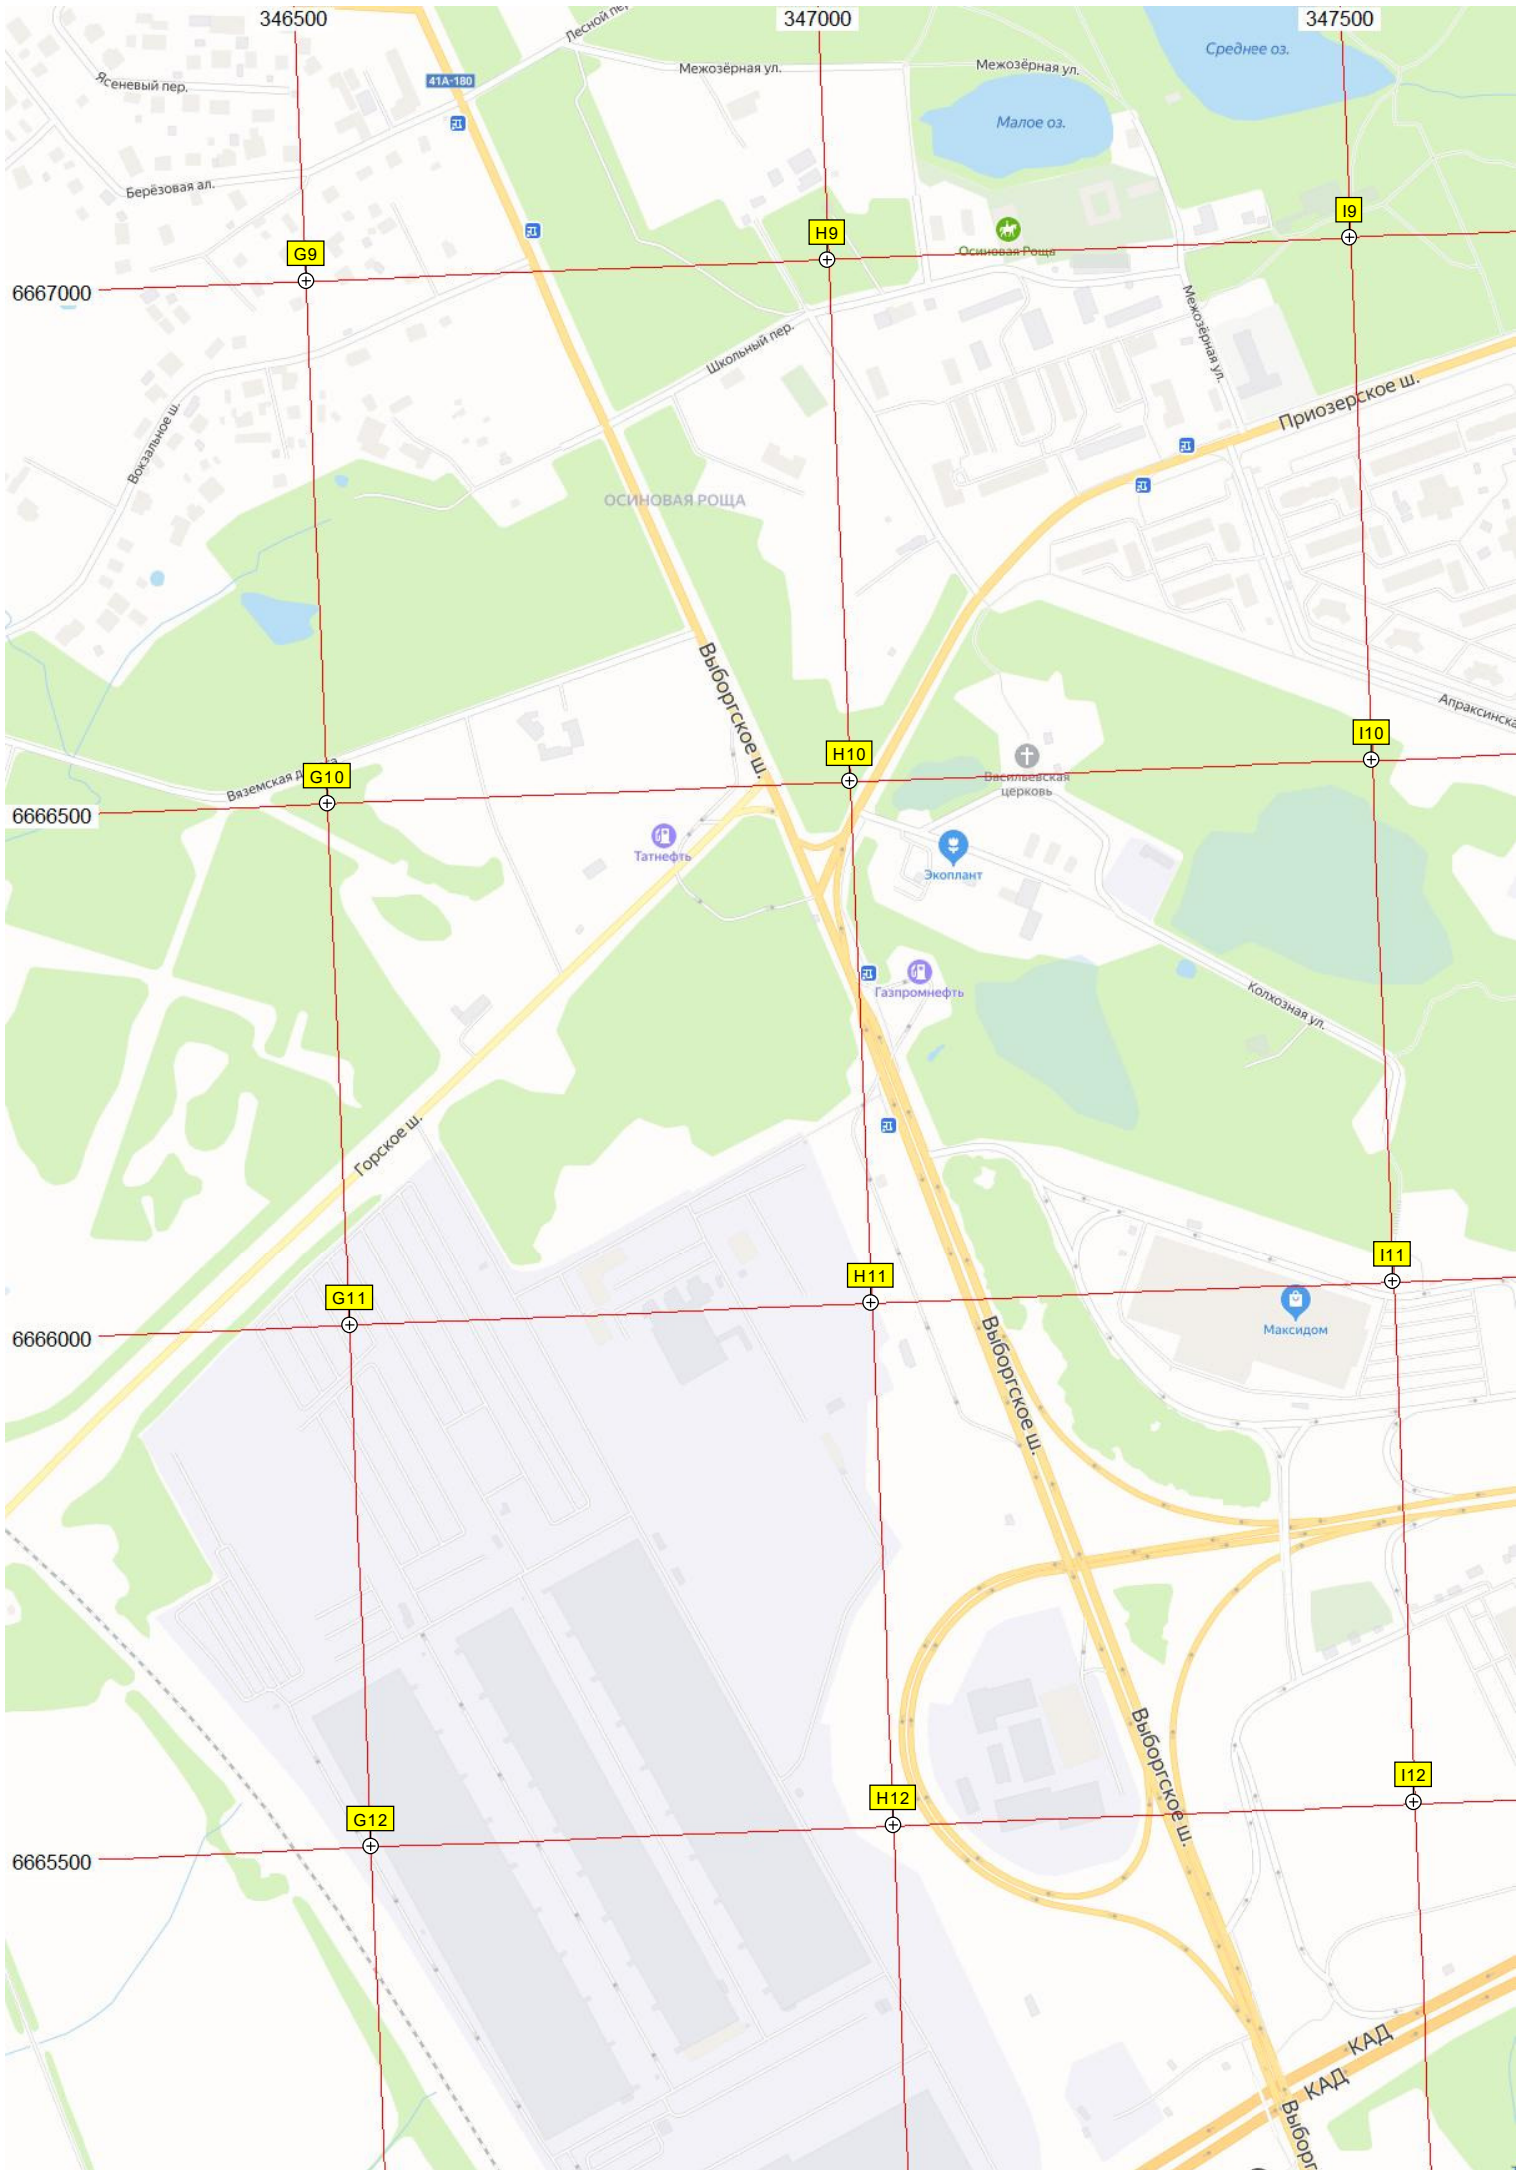 346500
347000
347500
Лесной пер.
Среднее оз.
Межозёрная ул.
Межозёрная ул.
Ясеневый пер.
41А-180
Малое оз.
Берёзовая ал.
G9
H9
I9
Осиновая Роща
6667000
Межозёрная ул.
Школьный пер.
Приозерское ш.
Вокзальное ш.
ОСИНОВАЯ РОЩА
Выборгское ш.
Апраксинска
G10
H10
I10
Вяземская д
Васильевская
церковь
6666500
Татнефть
Экоплант
Газпромнефть
Колхозная ул.
Горское ш.
G11
H11
I11
6666000
Максидом
Выборгское ш.
Выборгское ш.
G12
H12
I12
6665500
КАД
КАД
Выборг